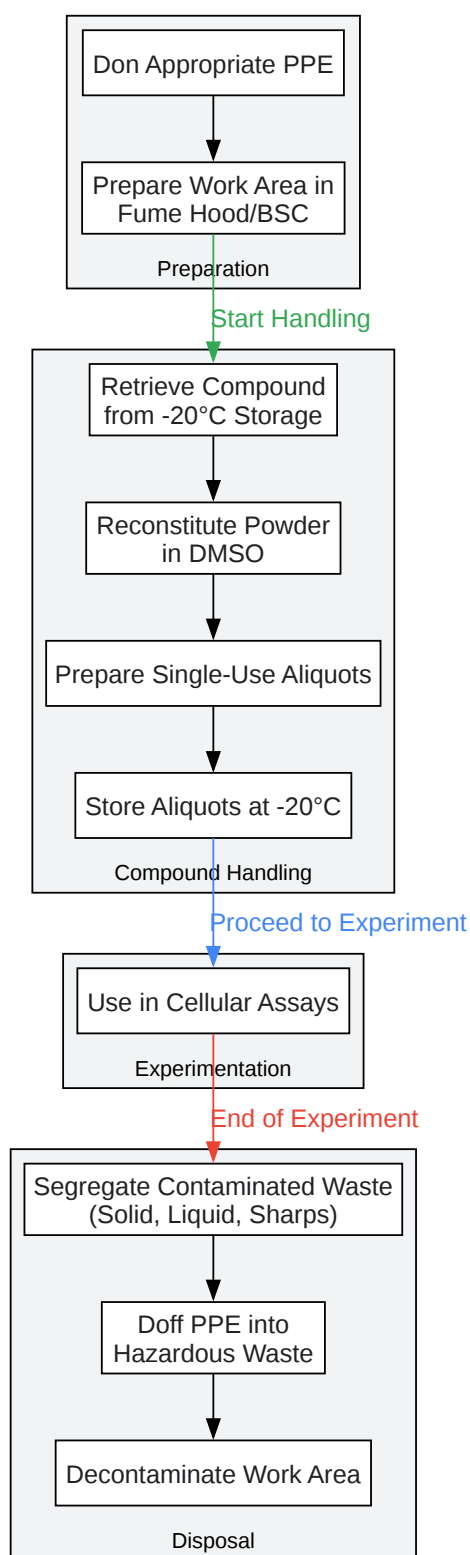 Don Appropriate PPE
Prepare Work Area in
Fume Hood/BSC
Preparation
Start Handling
Retrieve Compound
from -20°C Storage
Reconstitute Powder
in DMSO
Prepare Single-Use Aliquots
Store Aliquots at -20°C
Compound Handling
Proceed to Experiment
Use in Cellular Assays
Experimentation
End of Experiment
Segregate Contaminated Waste
(Solid, Liquid, Sharps)
Doff PPE into
Hazardous Waste
Decontaminate Work Area
Disposal